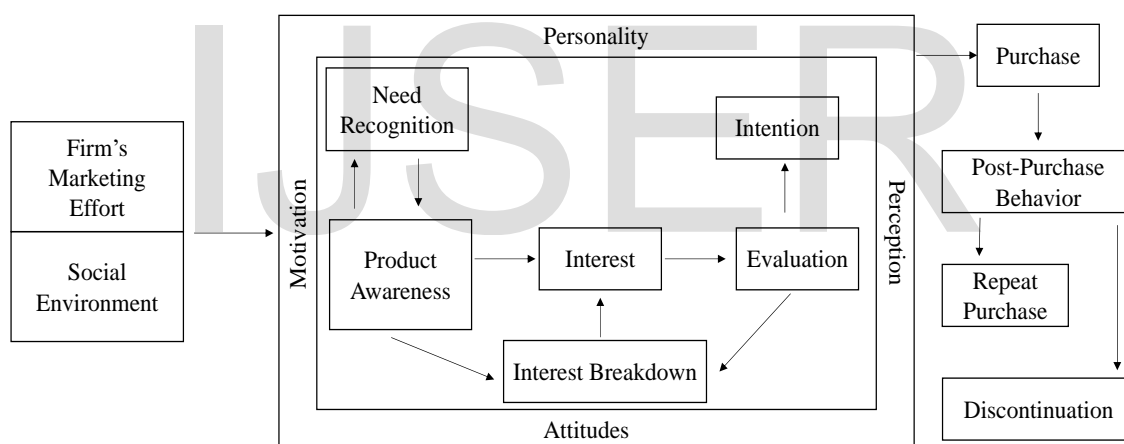 IJSER
Personality
Purchase
Need
Recognition
Intention
Firm's
Marketing
Effort
Post-Purchase
Behavior
Motivation
Perception
Product
Awareness
Interest
Evaluation
Social
Environment
Repeat
Purchase
Interest Breakdown
Discontinuation
Attitudes